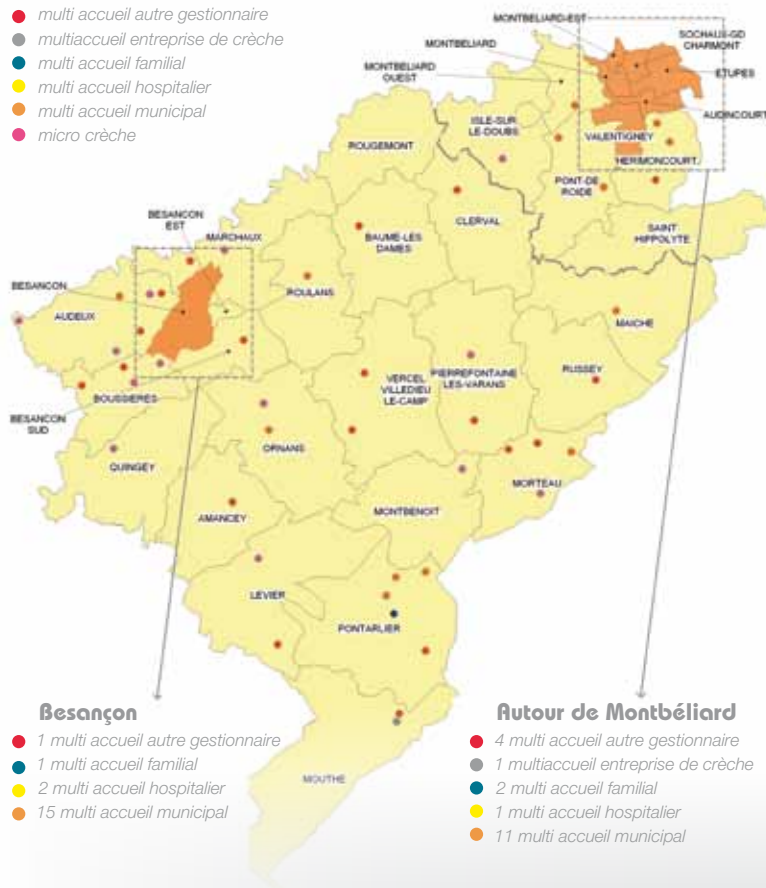 multi accueil autre gestionnaire
multiaccueil entreprise de crèche
multi accueil familial
multi accueil hospitalier
multi accueil municipal
micro crèche
MONTBELIARD-EST
MONTBELIARD
MONTBELIARD
OUEST
SOCHAUX-GD
CHARMONT
ETUPES
AUDINCOURT
ISLE-SUR
LE-DOUBS
VALENTIGNEY
HERIMONCOURT
ROUGEMONT
PONT-DE
ROIDE
CLERVAL
SAINT
HIPPOLYTE
BESANCON
EST
MARCHAUX
BAUME-LES
DAMES
BESANCON
ROULANS
AUDEUX
MAICHE
VERCEL
VILLEDIEU
LE-CAMP
PIERREFONTAINE
LES-VARANS
RUSSEY
BOUSSIERES
BESANCON
SUD
QUINGEY
ORNANS
MORTEAU
AMANCEY
MONTBENOIT
LEVIER
PONTARLIER
MOUTHE
Besançon
1 multi accueil autre gestionnaire
1 multi accueil familial
2 multi accueil hospitalier
15 multi accueil municipal
Autour de Montbéliard
4 multi accueil autre gestionnaire
1 multiaccueil entreprise de crèche
2 multi accueil familial
1 multi accueil hospitalier
11 multi accueil municipal